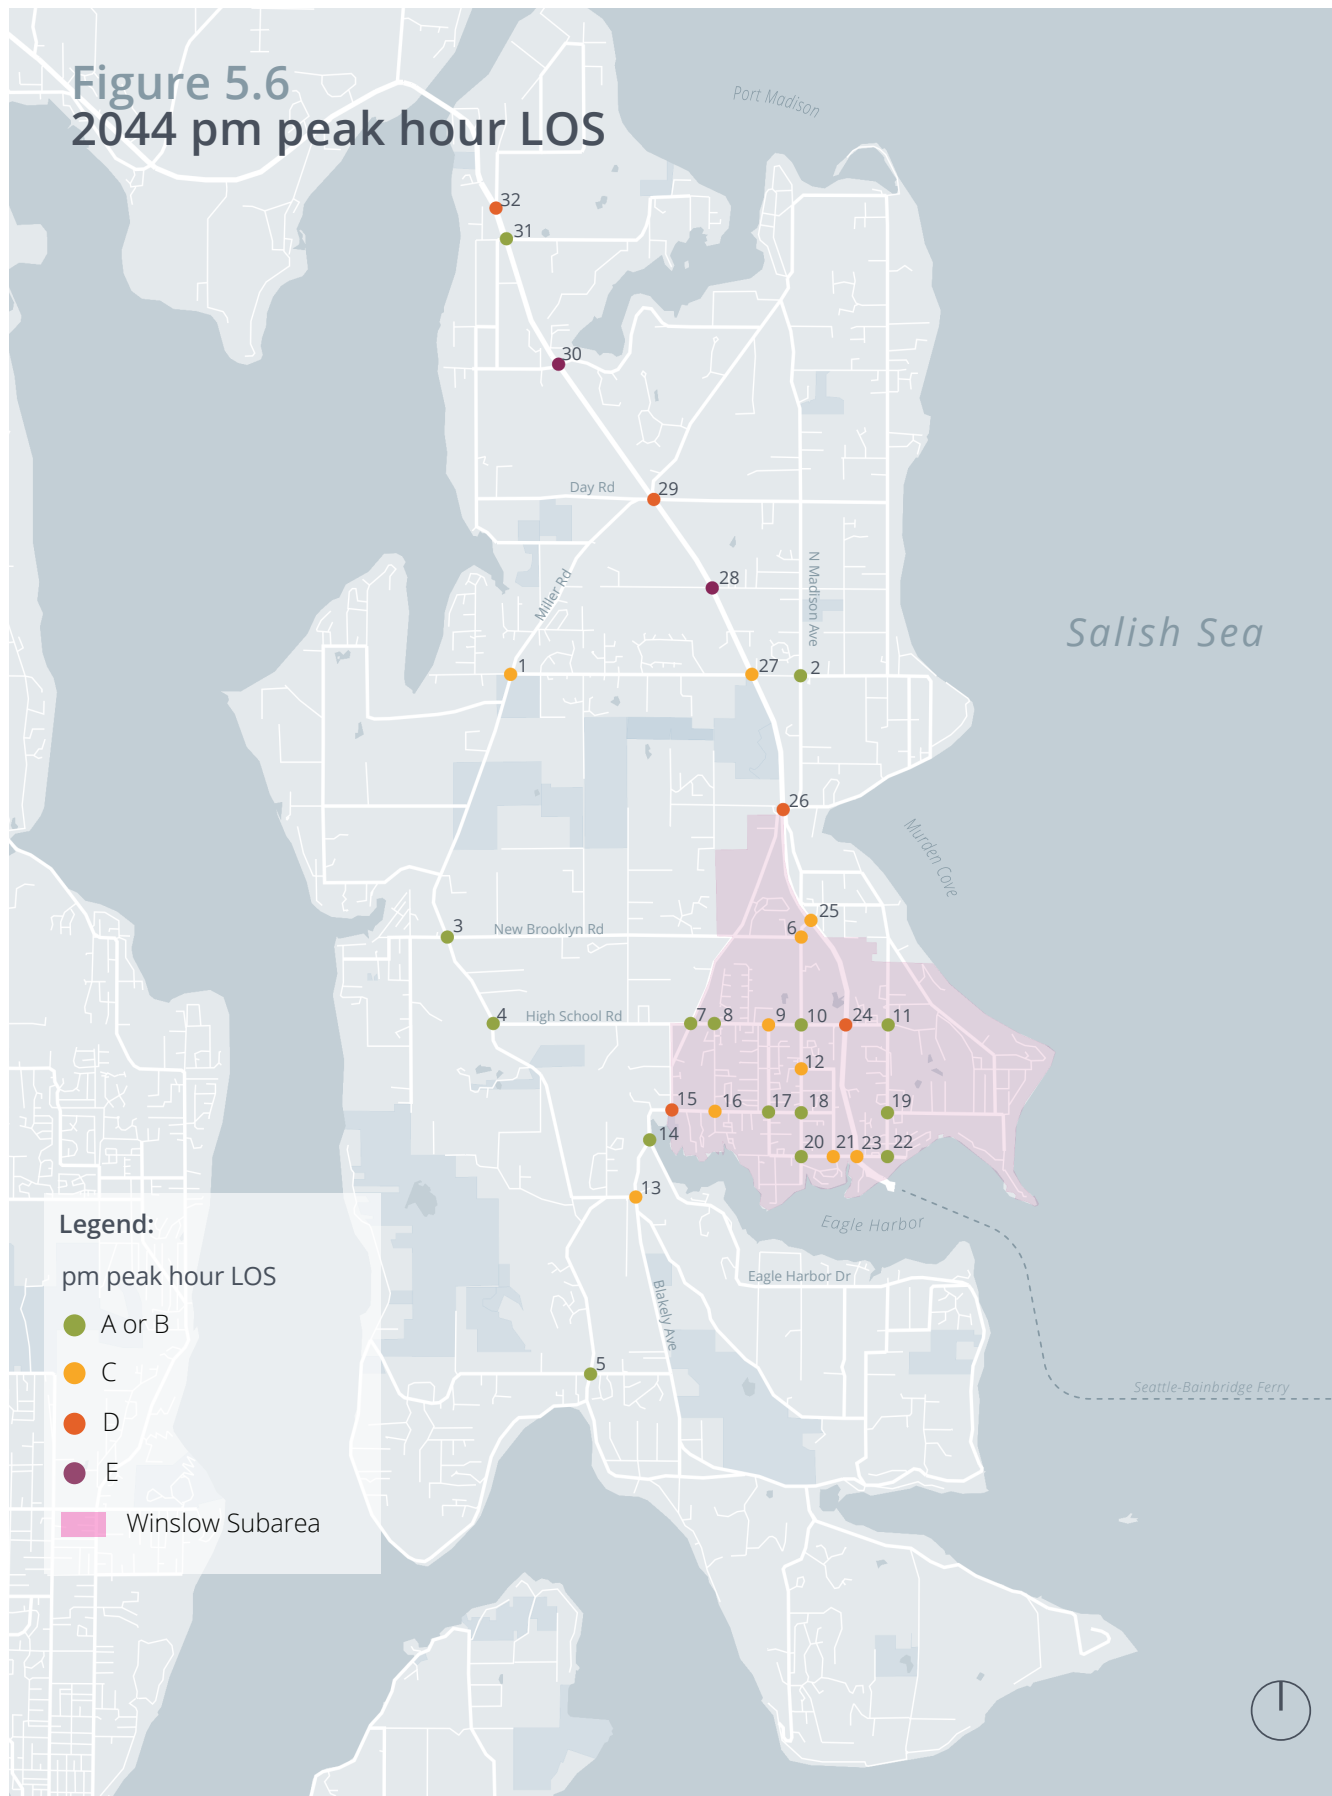 Figure 5.6
2044 pm peak hour LOS
Port Madison
32
31
30
Day Rd
29
Miller Rd
28
N Madison Ave
Salish Sea
1
27
2
26
Murden Cove
25
3
New Brooklyn Rd
6
4
High School Rd
7
8
9
10
24
11
12
15
16
17
18
19
14
20
21
23
22
13
Eagle Harbor
Legend:
pm peak hour LOS
A or B
C
D
E
Winslow Subarea
Eagle Harbor Dr
Blakely Ave
5
Seattle-Bainbridge Ferry